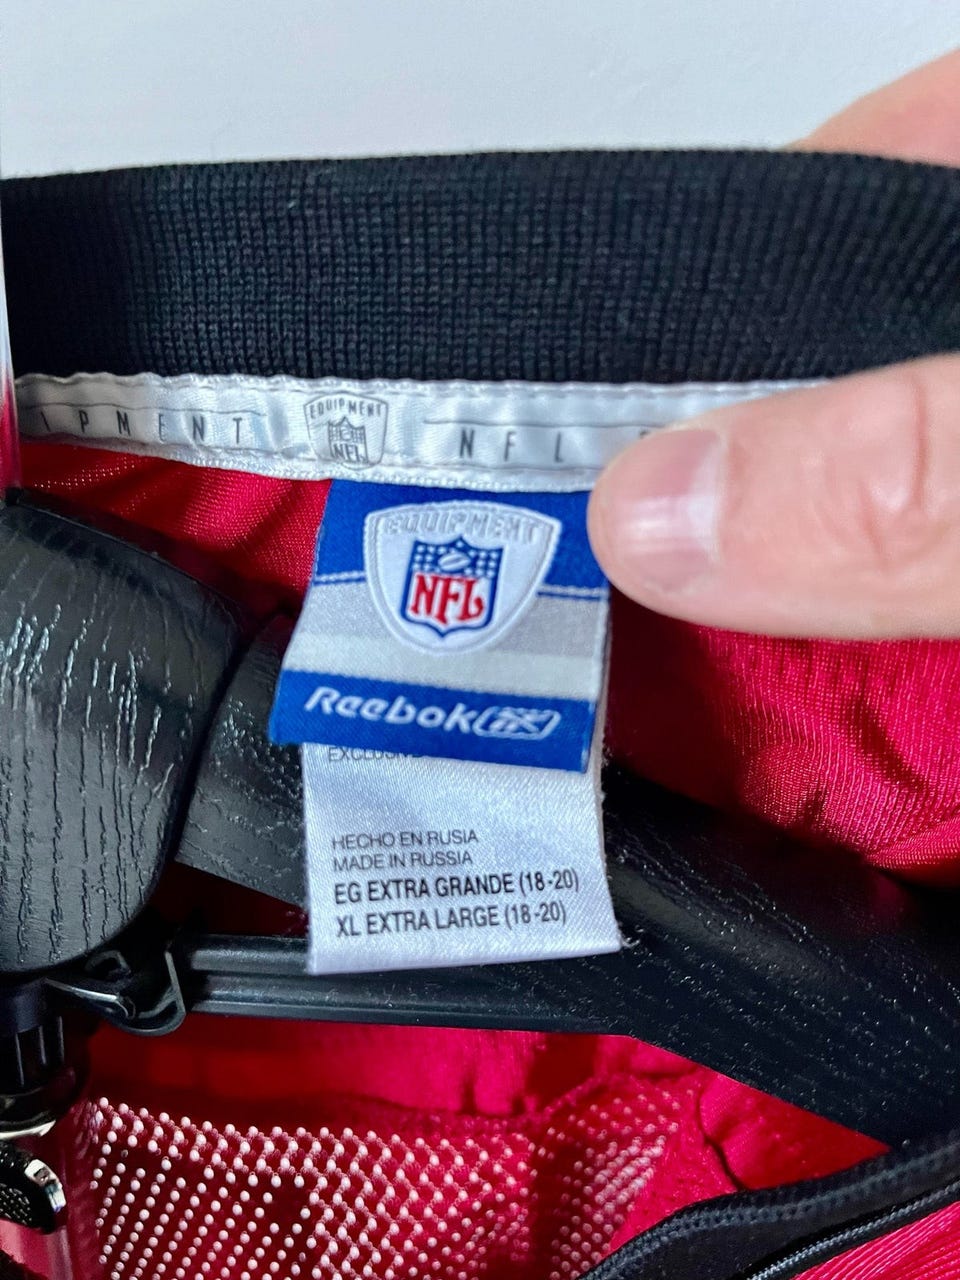 IPMENT
EQUIPMENT
NFL
NFL
EQUIPMENT
NFL
Reebok
HECHO EN RUSIA
MADE IN RUSSIA
EG EXTRA GRANDE (18-20)
XL EXTRA LARGE (18-20)